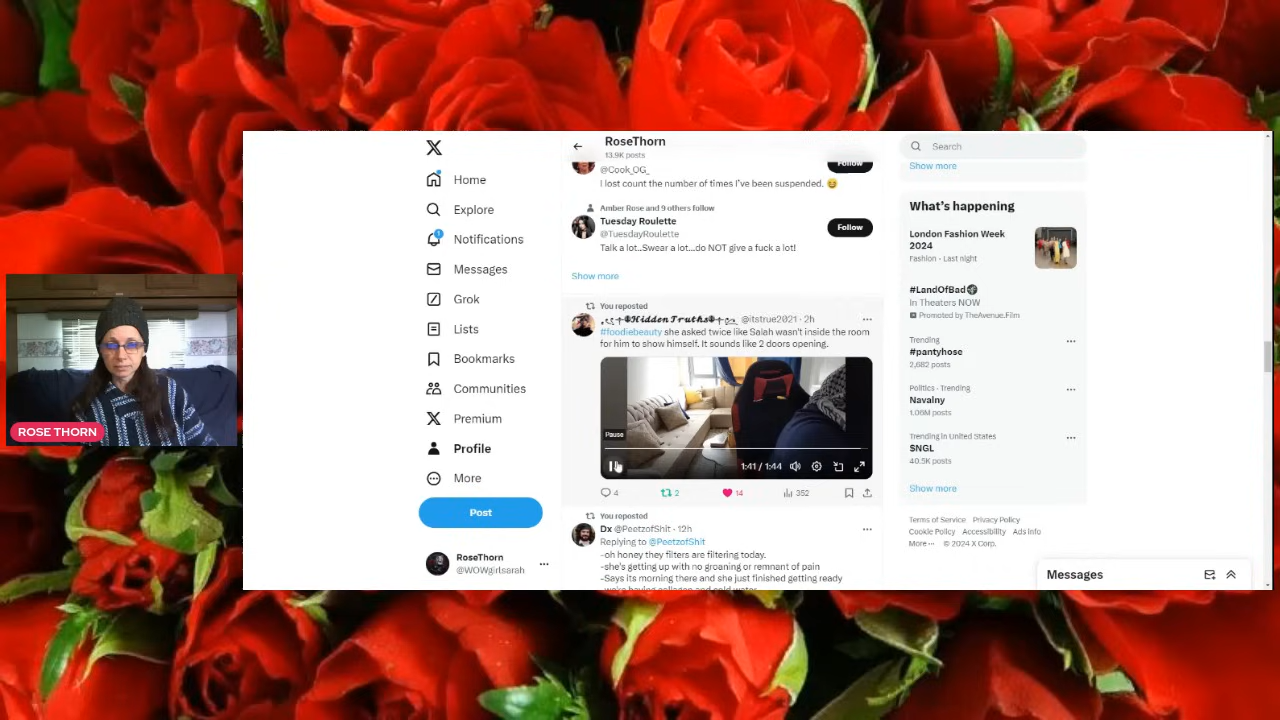 RoseThorn
13.9K posts
Search
Show more
Home
Explore
Notifications
1
Messages
Grok
Lists
Bookmarks
Communities
Premium
Profile
More
Post
RoseThorn
@WOWgirlsarah
ROSE THORN
Follow
@Cook_OG_
I lost count the number of times I've been suspended.
Amber Rose and 9 others follow
Tuesday Roulette
@TuesdayRoulette
Follow
Talk a lot..Swear a lot...do NOT give a fuck a lot!
Show more
You reposted
Hidden Truths @itstrue2021 · 2h
#foodiebeauty she asked twice like Salah wasn't inside the room
for him to show himself. It sounds like 2 doors opening.
Pause
1:41 / 1:44
4 2 14 352
You reposted
Dx @PeetzofShit · 12h
Replying to @PeetzofShit
-oh honey they filters are filtering today.
-she's getting up with no groaning or remnant of pain
-Says its morning there and she just finished getting ready
What's happening
London Fashion Week
2024
Fashion · Last night
#LandOfBad
In Theaters NOW
Promoted by TheAvenue.Film
Trending
#pantyhose
2,682 posts
Politics · Trending
Navalny
1.06M posts
Trending in United States
$NGL
40.5K posts
Show more
Terms of Service Privacy Policy
Cookie Policy Accessibility Ads info
More ··· © 2024 X Corp.
Messages